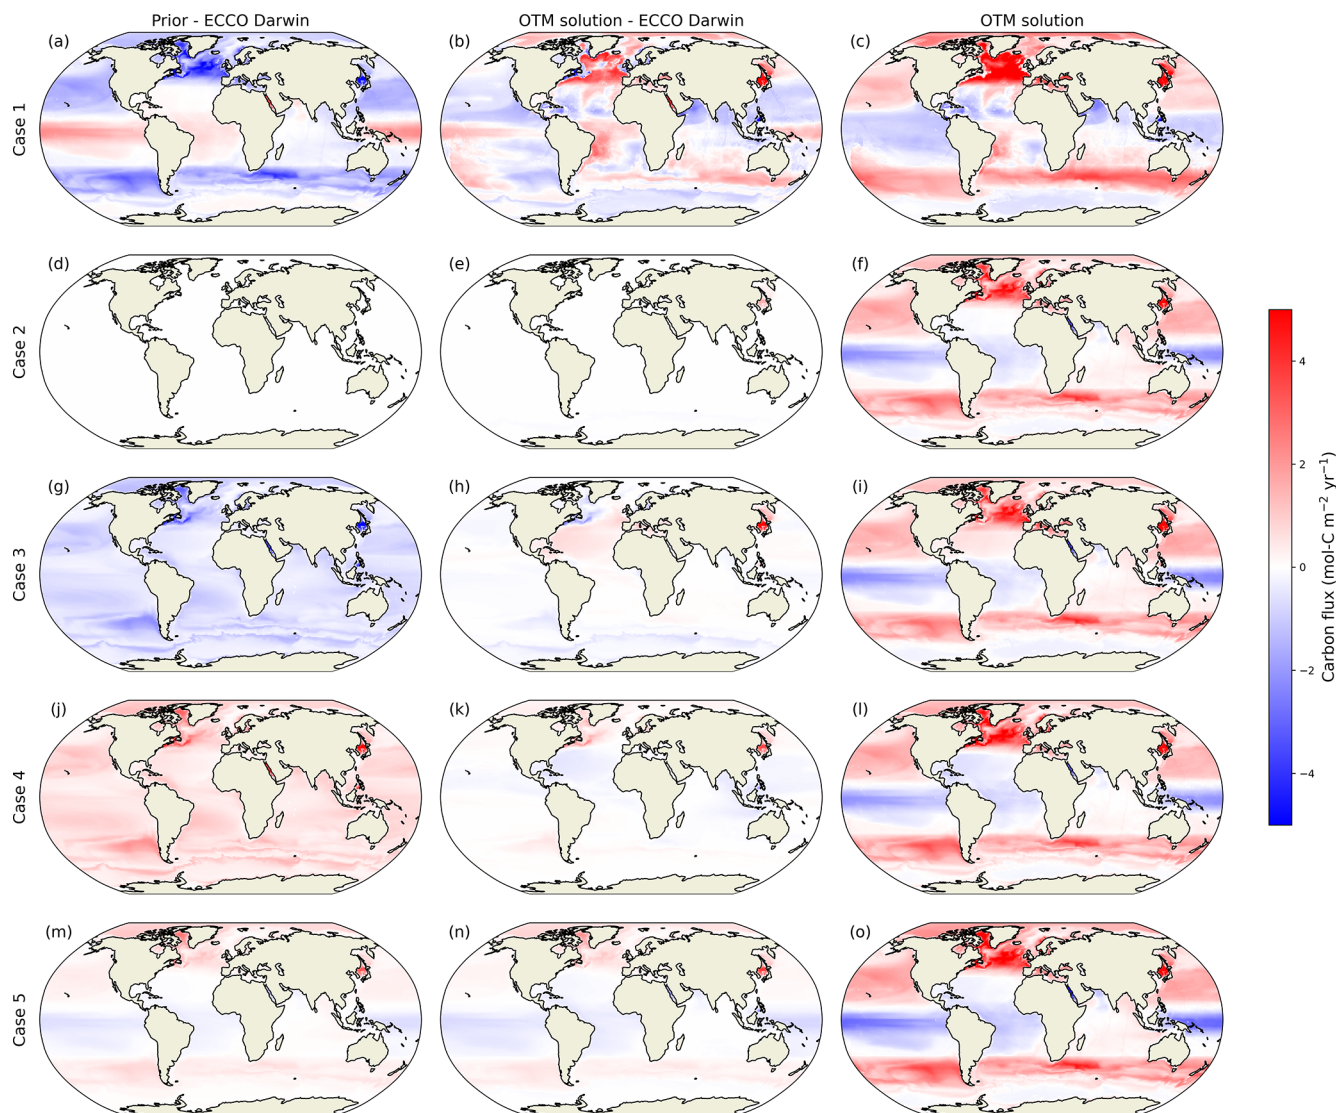 Prior - ECCO Darwin
OTM solution - ECCO Darwin
OTM solution
Case 1
(a)
(b)
(c)
Case 2
(d)
(e)
(f)
Case 3
(g)
(h)
(i)
Case 4
(j)
(k)
(l)
Case 5
(m)
(n)
(o)
4
2
0
−2
−4
Carbon flux (mol-C m⁻² yr⁻¹)